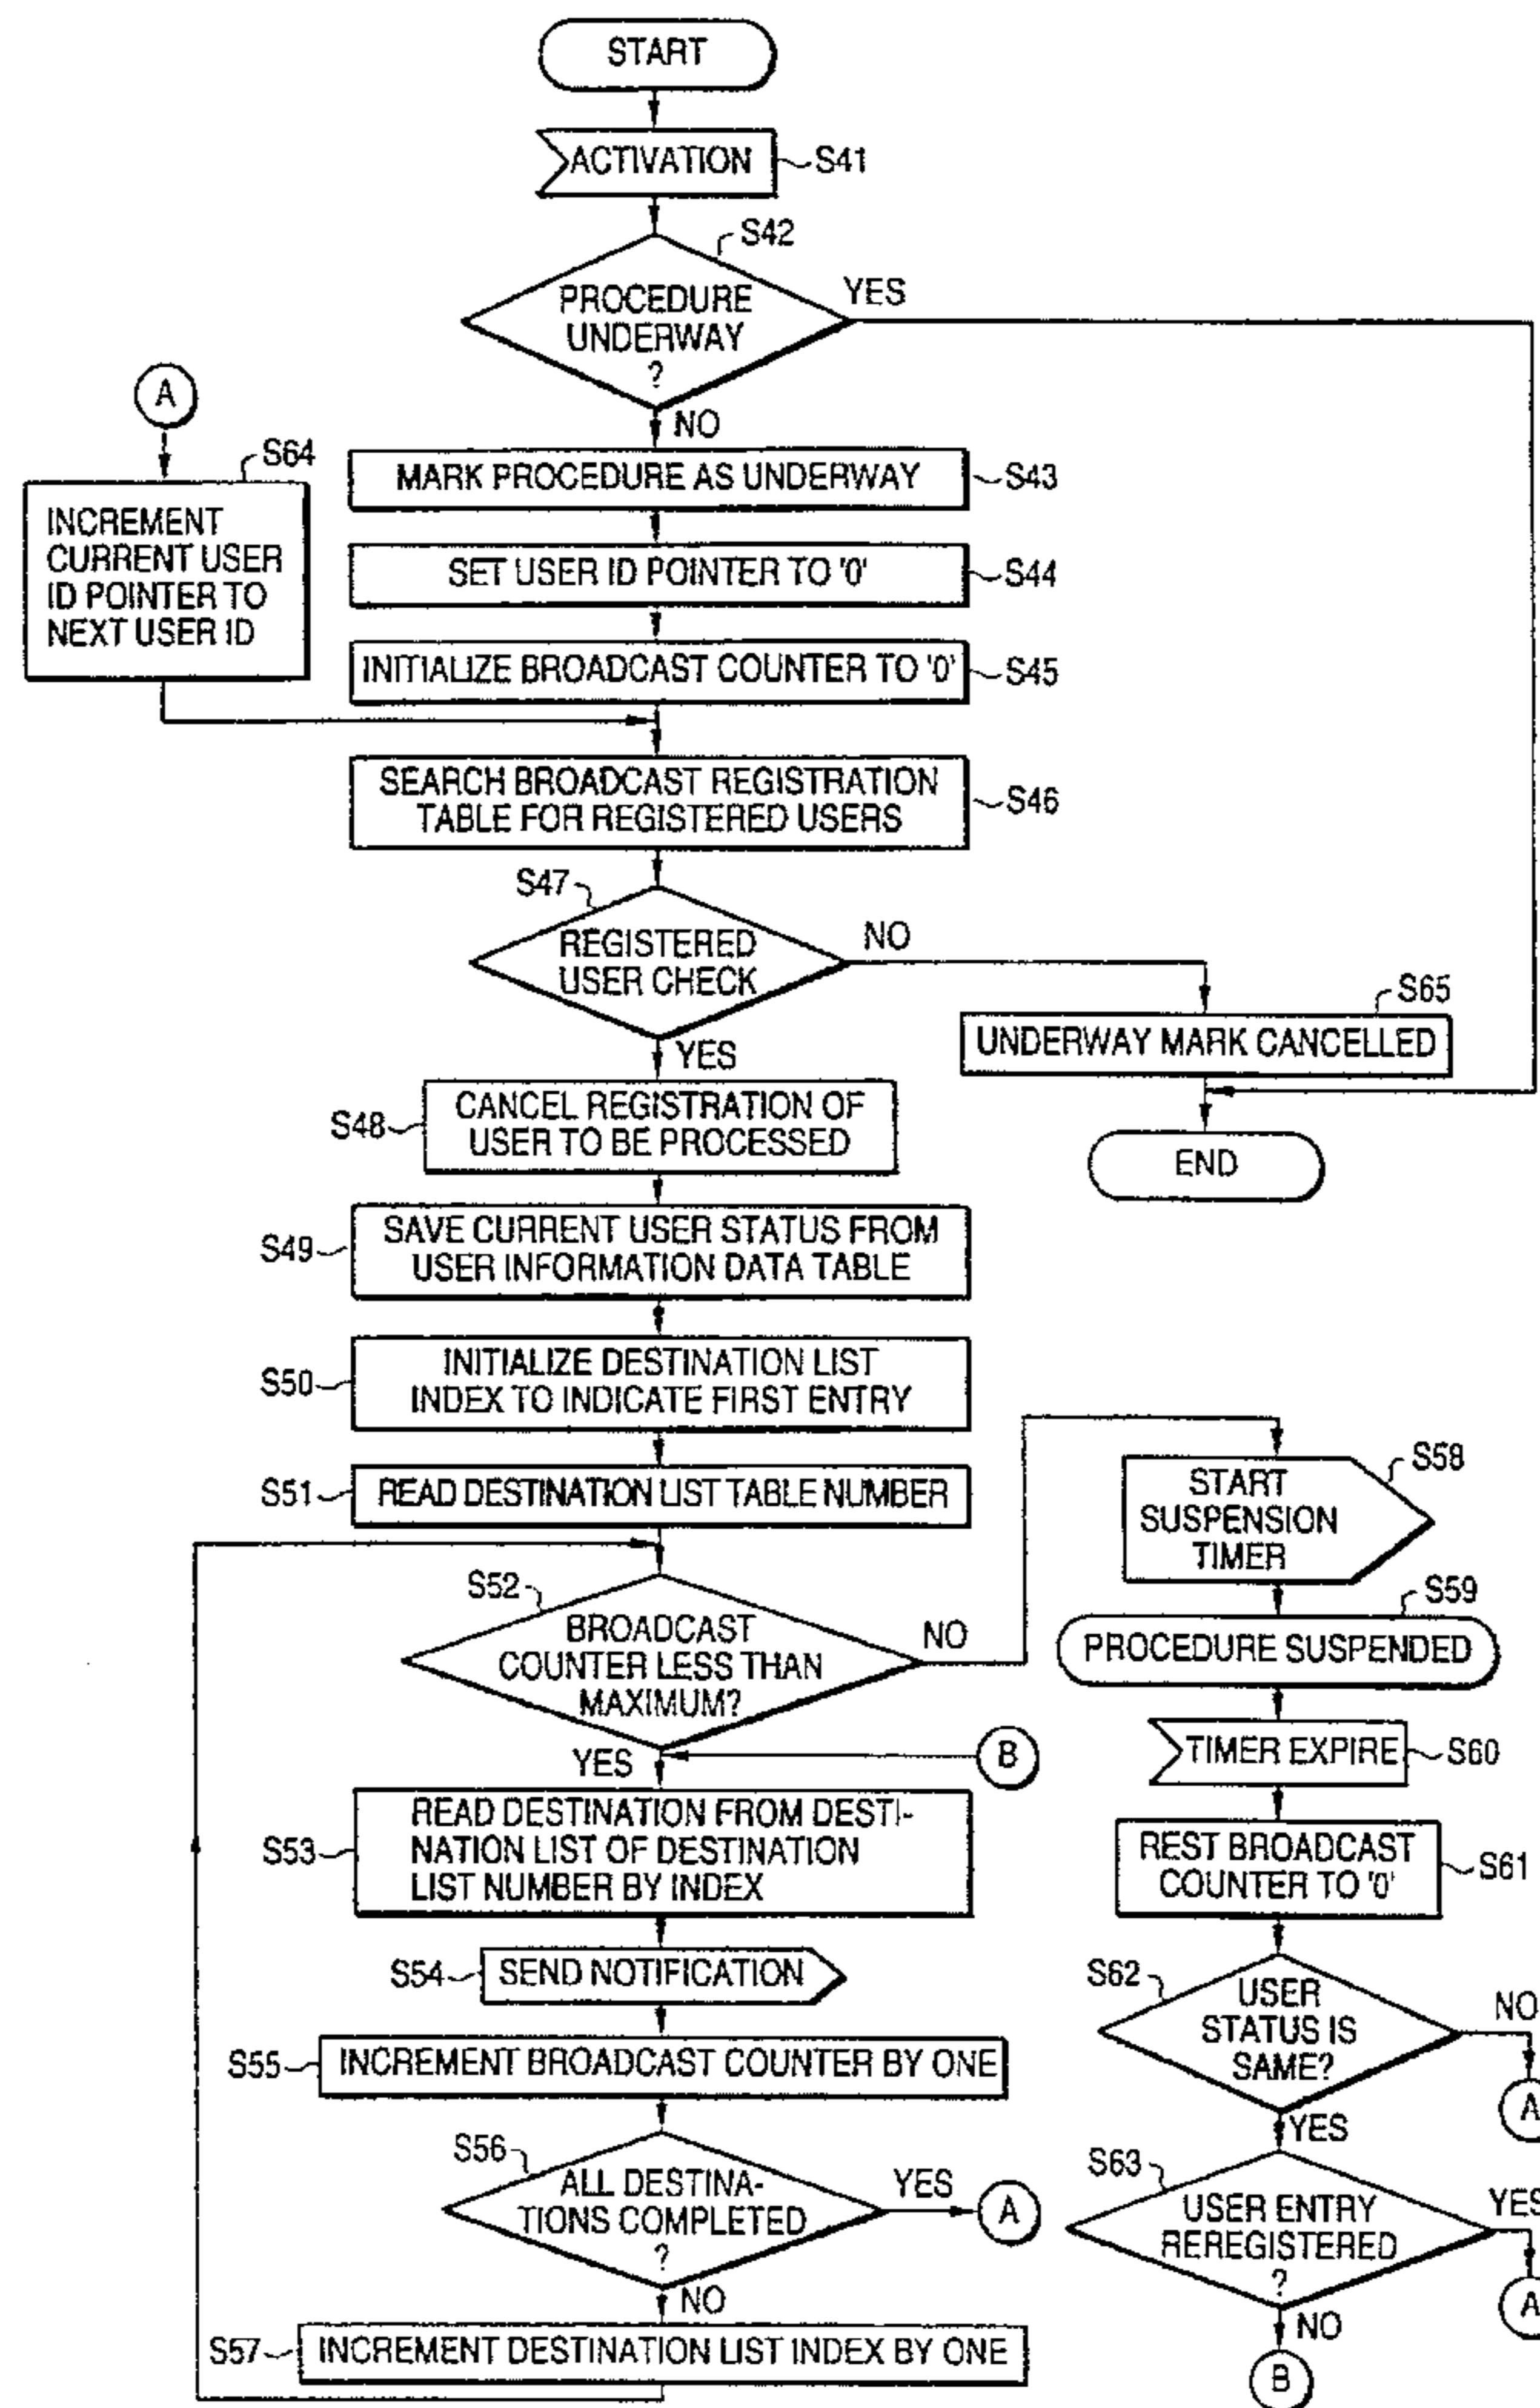 START
ACTIVATION
S41
S42
PROCEDURE
UNDERWAY
?
YES
NO
A
S64
INCREMENT
CURRENT USER
ID POINTER TO
NEXT USER ID
MARK PROCEDURE AS UNDERWAY
S43
SET USER ID POINTER TO '0'
S44
INITIALIZE BROADCAST COUNTER TO '0'
S45
SEARCH BROADCAST REGISTRATION
TABLE FOR REGISTERED USERS
S46
S47
REGISTERED
USER CHECK
NO
YES
S65
UNDERWAY MARK CANCELLED
END
S48
CANCEL REGISTRATION OF
USER TO BE PROCESSED
S49
SAVE CURRENT USER STATUS FROM
USER INFORMATION DATA TABLE
S50
INITIALIZE DESTINATION LIST
INDEX TO INDICATE FIRST ENTRY
S51
READ DESTINATION LIST TABLE NUMBER
S52
BROADCAST
COUNTER LESS THAN
MAXIMUM?
NO
YES
B
S53
READ DESTINATION FROM DESTI-
NATION LIST OF DESTINATION
LIST NUMBER BY INDEX
S54
SEND NOTIFICATION
S55
INCREMENT BROADCAST COUNTER BY ONE
S56
ALL DESTINA-
TIONS COMPLETED
?
YES
A
NO
S57
INCREMENT DESTINATION LIST INDEX BY ONE
S58
START
SUSPENSION
TIMER
S59
PROCEDURE SUSPENDED
TIMER EXPIRE
S60
REST BROADCAST
COUNTER TO '0'
S61
S62
USER
STATUS IS
SAME?
NO
A
YES
S63
USER ENTRY
REREGISTERED
?
YES
A
NO
B